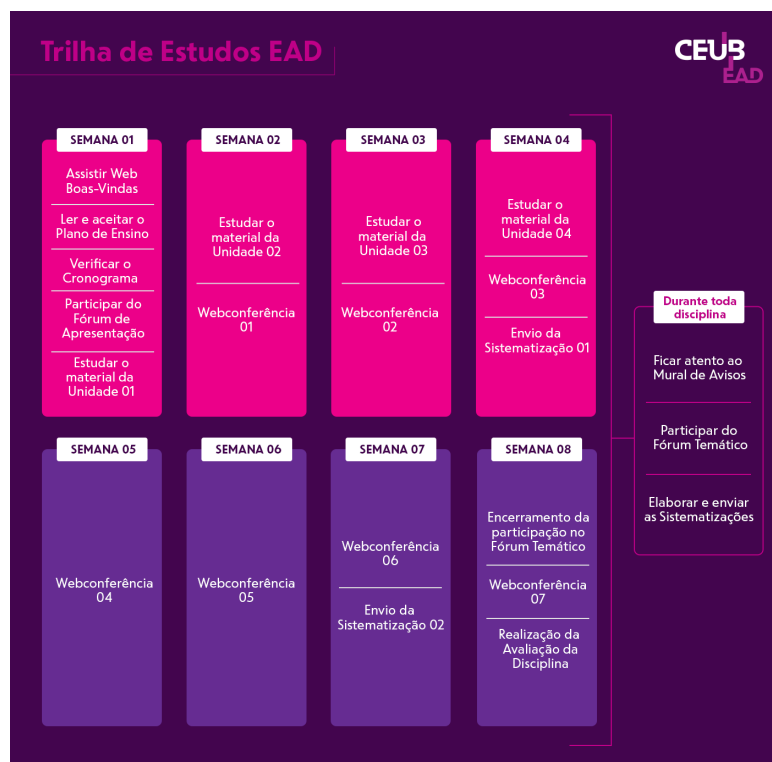 Trilha de Estudos EAD
CEUB
EAD
SEMANA 01
Assistir Web
Boas-Vindas
Ler e aceitar o
Plano de Ensino
Verificar o
Cronograma
Participar do
Fórum de
Apresentação
Estudar o
material da
Unidade 01
SEMANA 02
Estudar o
material da
Unidade 02
Webconferência
01
SEMANA 03
Estudar o
material da
Unidade 03
Webconferência
02
SEMANA 04
Estudar o
material da
Unidade 04
Webconferência
03
Envio da
Sistematização 01
SEMANA 05
Webconferência
04
SEMANA 06
Webconferência
05
SEMANA 07
Webconferência
06
Envio da
Sistematização 02
SEMANA 08
Encerramento da
participação no
Fórum Temático
Webconferência
07
Realização da
Avaliação da
Disciplina
Durante toda
disciplina
Ficar atento ao
Mural de Avisos
Participar do
Fórum Temático
Elaborar e enviar
as Sistematizações